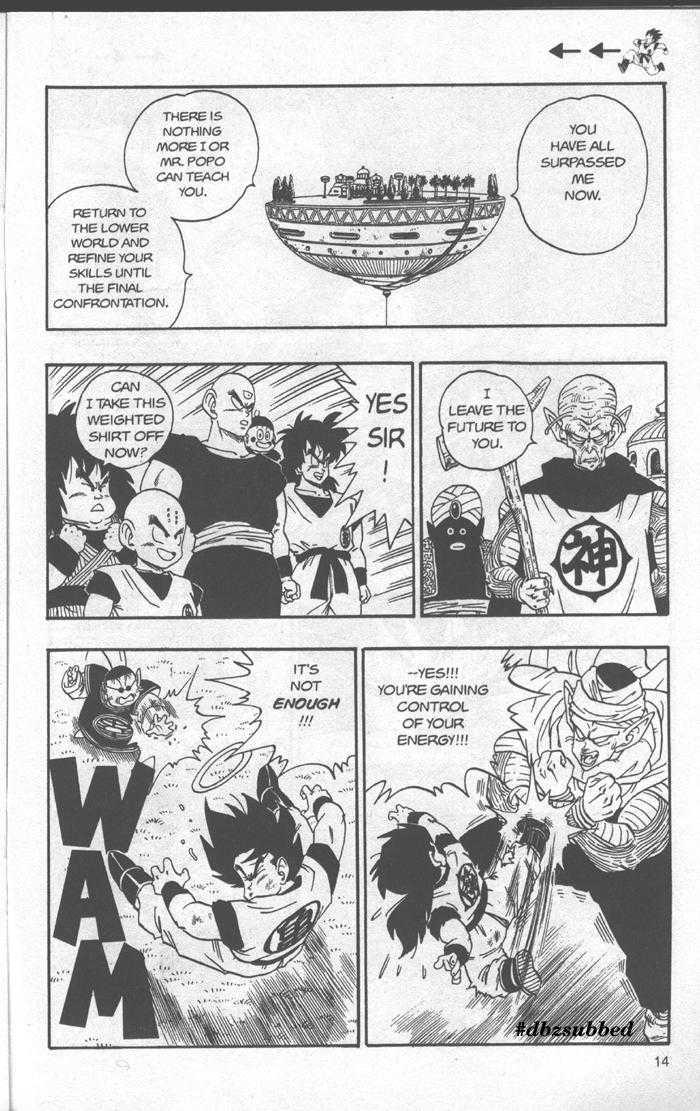 YOU
HAVE ALL
SURPASSED
ME
NOW.
THERE IS
NOTHING
MORE I OR
MR. POPO
CAN TEACH
YOU.
RETURN TO
THE LOWER
WORLD AND
REFINE YOUR
SKILLS UNTIL
THE FINAL
CONFRONTATION.
I
LEAVE THE
FUTURE TO
YOU.
神
YES
SIR
!
CAN
I TAKE THIS
WEIGHTED
SHIRT OFF
NOW?
--YES!!!
YOU'RE GAINING
CONTROL
OF YOUR
ENERGY!!!
IT'S
NOT
ENOUGH
!!!
WAM
#dbzsubbed
14